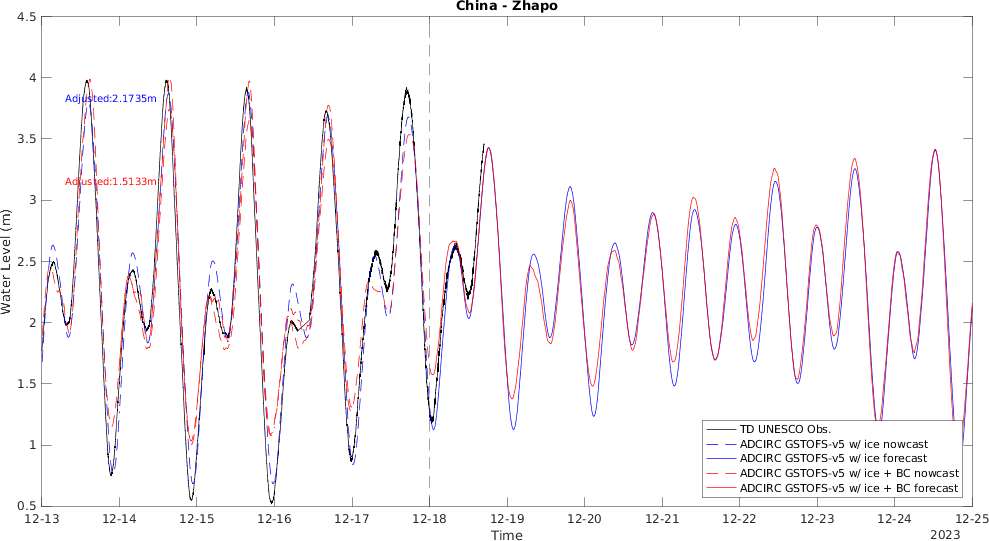 China - Zhapo
4.5
4
3.5
3
2.5
2
1.5
1
0.5
Water Level (m)
Adjusted:2.1735m
Adjusted:1.5133m
TD UNESCO Obs.
ADCIRC GSTOFS-v5 w/ ice nowcast
ADCIRC GSTOFS-v5 w/ ice forecast
ADCIRC GSTOFS-v5 w/ ice + BC nowcast
ADCIRC GSTOFS-v5 w/ ice + BC forecast
12-13 12-14 12-15 12-16 12-17 12-18 12-19 12-20 12-21 12-22 12-23 12-24 12-25
Time
2023